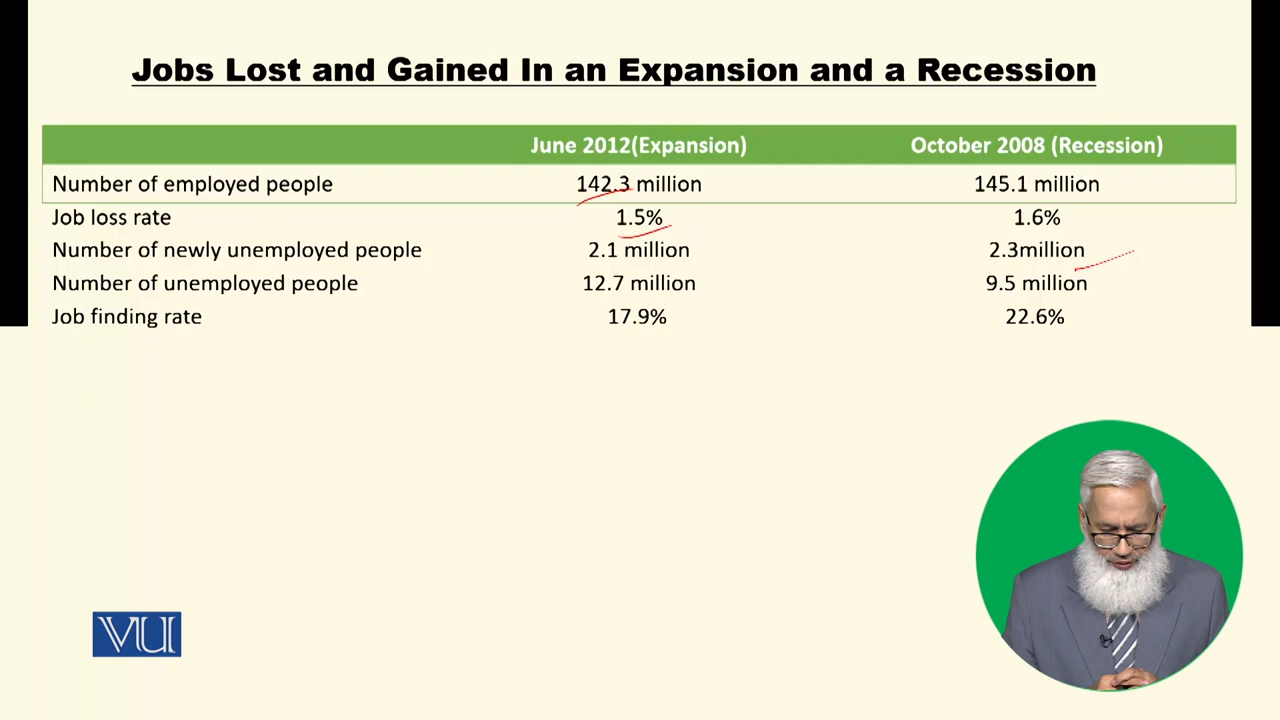 Jobs Lost and Gained In an Expansion and a Recession
June 2012(Expansion) October 2008 (Recession)
Number of employed people 142.3 million 145.1 million
Job loss rate 1.5% 1.6%
Number of newly unemployed people 2.1 million 2.3million
Number of unemployed people 12.7 million 9.5 million
Job finding rate 17.9% 22.6%
VU